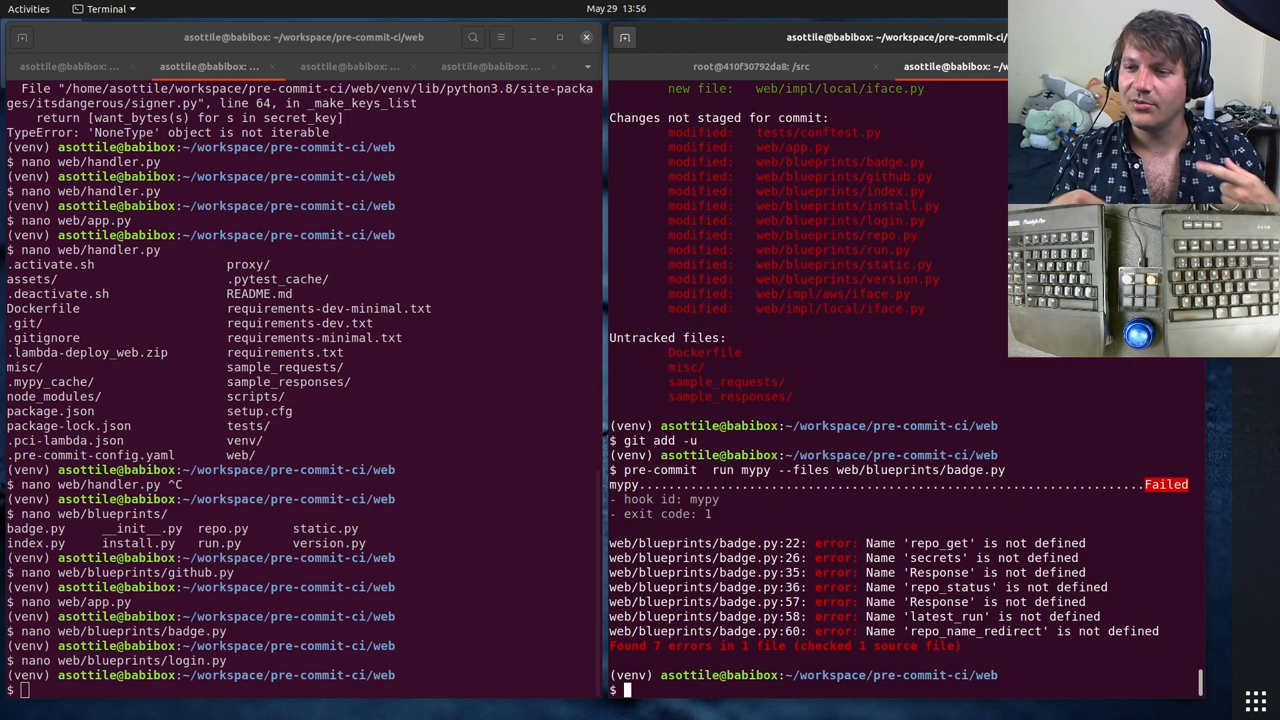 Activities
Terminal
May 29 13:56
asottile@babibox: ~/workspace/pre-commit-ci/web
asottile@babibox: ~/workspace/pre-commit-ci/
asottile@babibox: ...
asottile@babibox: ...
asottile@babibox: ...
asottile@babibox: ...
root@410f30792da8: /src
asottile@babibox: ~/w
File "/home/asottile/workspace/pre-commit-ci/web/venv/lib/python3.8/site-packa
ges/itsdangerous/signer.py", line 64, in _make_keys_list
return [want_bytes(s) for s in secret_key]
TypeError: 'NoneType' object is not iterable
(venv) asottile@babibox:~/workspace/pre-commit-ci/web
$ nano web/handler.py
(venv) asottile@babibox:~/workspace/pre-commit-ci/web
$ nano web/handler.py
(venv) asottile@babibox:~/workspace/pre-commit-ci/web
$ nano web/app.py
(venv) asottile@babibox:~/workspace/pre-commit-ci/web
$ nano web/handler.py
.activate.sh proxy/
assets/ .pytest_cache/
.deactivate.sh README.md
Dockerfile requirements-dev-minimal.txt
.git/ requirements-dev.txt
.gitignore requirements-minimal.txt
.lambda-deploy_web.zip requirements.txt
misc/ sample_requests/
.mypy_cache/ sample_responses/
node_modules/ scripts/
package.json setup.cfg
package-lock.json tests/
.pci-lambda.json venv/
.pre-commit-config.yaml web/
(venv) asottile@babibox:~/workspace/pre-commit-ci/web
$ nano web/handler.py ^C
(venv) asottile@babibox:~/workspace/pre-commit-ci/web
$ nano web/blueprints/
badge.py __init__.py repo.py static.py
index.py install.py run.py version.py
(venv) asottile@babibox:~/workspace/pre-commit-ci/web
$ nano web/blueprints/github.py
(venv) asottile@babibox:~/workspace/pre-commit-ci/web
$ nano web/app.py
(venv) asottile@babibox:~/workspace/pre-commit-ci/web
$ nano web/blueprints/badge.py
(venv) asottile@babibox:~/workspace/pre-commit-ci/web
$ nano web/blueprints/login.py
(venv) asottile@babibox:~/workspace/pre-commit-ci/web
$
new file: web/impl/local/iface.py
Changes not staged for commit:
modified: tests/conftest.py
modified: web/app.py
modified: web/blueprints/badge.py
modified: web/blueprints/github.py
modified: web/blueprints/index.py
modified: web/blueprints/install.py
modified: web/blueprints/login.py
modified: web/blueprints/repo.py
modified: web/blueprints/run.py
modified: web/blueprints/static.py
modified: web/blueprints/version.py
modified: web/impl/aws/iface.py
modified: web/impl/local/iface.py
Untracked files:
Dockerfile
misc/
sample_requests/
sample_responses/
(venv) asottile@babibox:~/workspace/pre-commit-ci/web
$ git add -u
(venv) asottile@babibox:~/workspace/pre-commit-ci/web
$ pre-commit  run mypy --files web/blueprints/badge.py
mypy.....................................................................Failed
- hook id: mypy
- exit code: 1
web/blueprints/badge.py:22: error: Name 'repo_get' is not defined
web/blueprints/badge.py:26: error: Name 'secrets' is not defined
web/blueprints/badge.py:35: error: Name 'Response' is not defined
web/blueprints/badge.py:36: error: Name 'repo_status' is not defined
web/blueprints/badge.py:57: error: Name 'Response' is not defined
web/blueprints/badge.py:58: error: Name 'latest_run' is not defined
web/blueprints/badge.py:60: error: Name 'repo_name_redirect' is not defined
Found 7 errors in 1 file (checked 1 source file)
(venv) asottile@babibox:~/workspace/pre-commit-ci/web
$